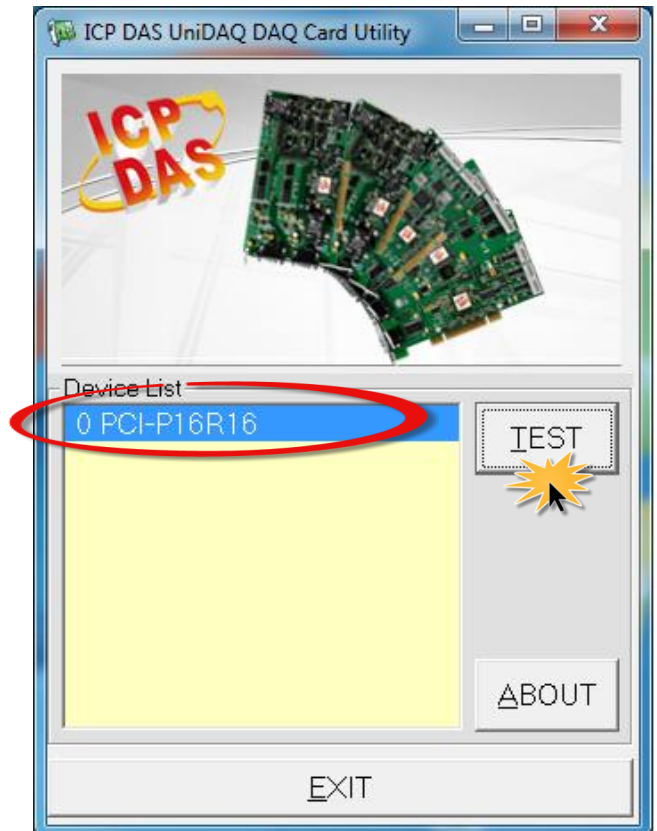 ICP DAS UniDAQ DAQ Card Utility
ICP
DAS
Device List
0 PCI-P16R16
TEST
ABOUT
EXIT